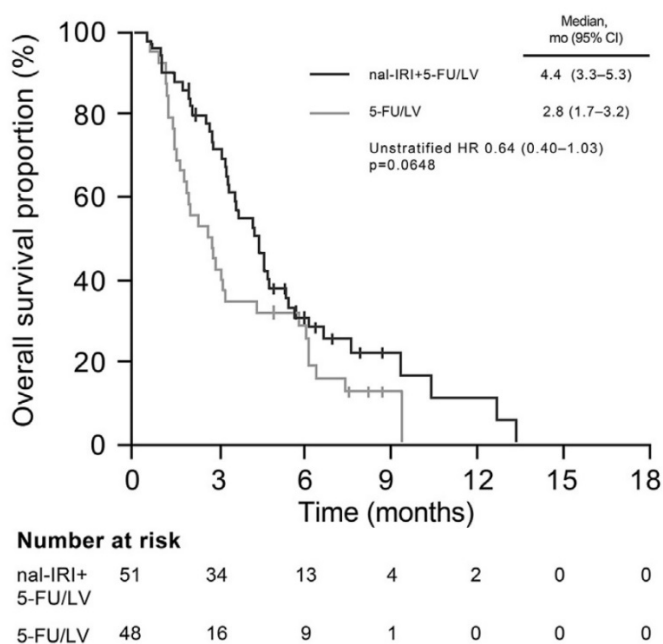 Median,
mo (95% CI)
nal-IRI+5-FU/LV 4.4 (3.3–5.3)
5-FU/LV 2.8 (1.7–3.2)
Unstratified HR 0.64 (0.40–1.03)
p=0.0648
Overall survival proportion (%)
100
80
60
40
20
0
0 3 6 9 12 15 18
Time (months)
Number at risk
nal-IRI+ 51 34 13 4 2 0 0
5-FU/LV
5-FU/LV 48 16 9 1 0 0 0